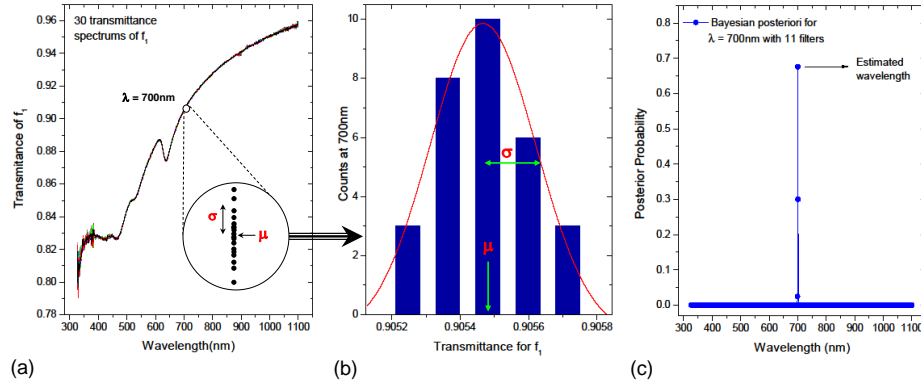 30 transmittance
spectrums of f1
λ = 700nm
σ
μ
Transmitance of f1
0.96
0.94
0.92
0.90
0.88
0.86
0.84
0.82
0.80
0.78
300 400 500 600 700 800 900 1000 1100
Wavelength(nm)
(a)
Counts at 700nm
10
8
6
4
2
0
σ
μ
0.9052 0.9054 0.9056 0.9058
Transmittance for f1
(b)
Bayesian posteriori for
λ = 700nm with 11 filters
Estimated
wavelength
Posterior Probability
0.8
0.7
0.6
0.5
0.4
0.3
0.2
0.1
0.0
300 400 500 600 700 800 900 1000 1100
Wavelength (nm)
(c)